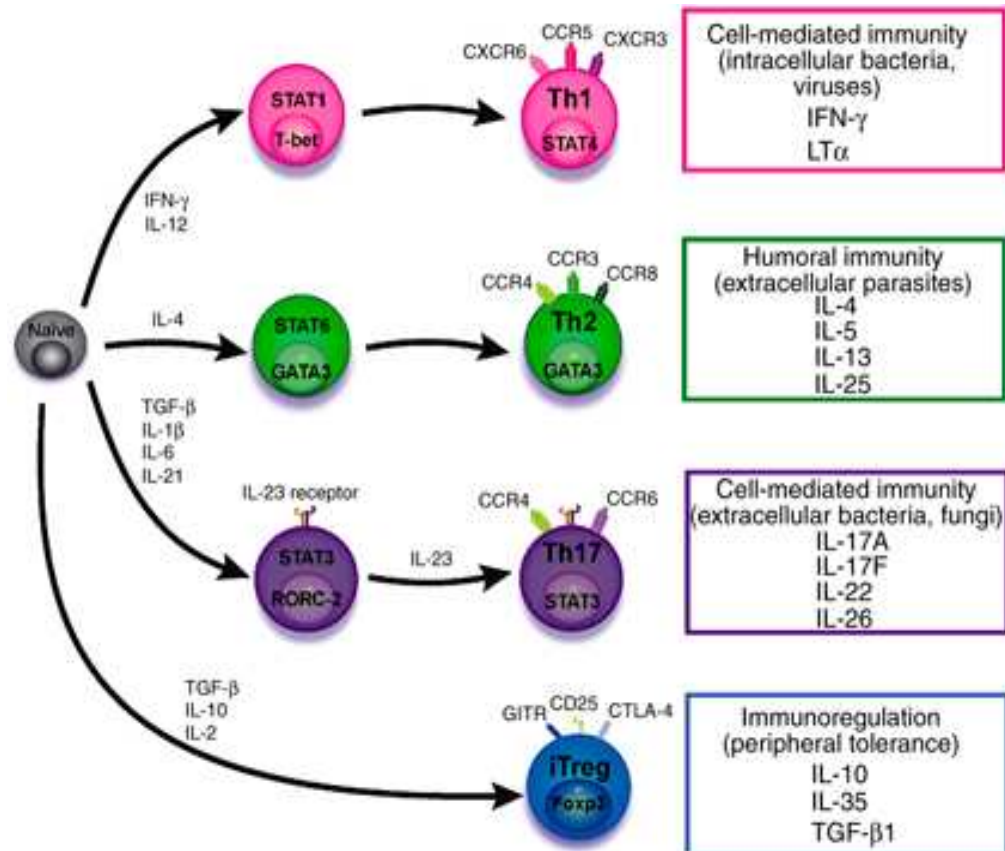 CXCR6
CCR5
CXCR3
STAT1
T-bet
Th1
STAT4
Cell-mediated immunity
(intracellular bacteria,
viruses)
IFN-γ
LTα
IFN-γ
IL-12
Naïve
IL-4
STAT6
GATA3
CCR4
CCR3
CCR8
Th2
GATA3
Humoral immunity
(extracellular parasites)
IL-4
IL-5
IL-13
IL-25
TGF-β
IL-1β
IL-6
IL-21
IL-23 receptor
STAT3
RORC-2
IL-23
CCR4
CCR6
Th17
STAT3
Cell-mediated immunity
(extracellular bacteria, fungi)
IL-17A
IL-17F
IL-22
IL-26
TGF-β
IL-10
IL-2
GITR
CD25
CTLA-4
iTreg
Foxp3
Immunoregulation
(peripheral tolerance)
IL-10
IL-35
TGF-β1